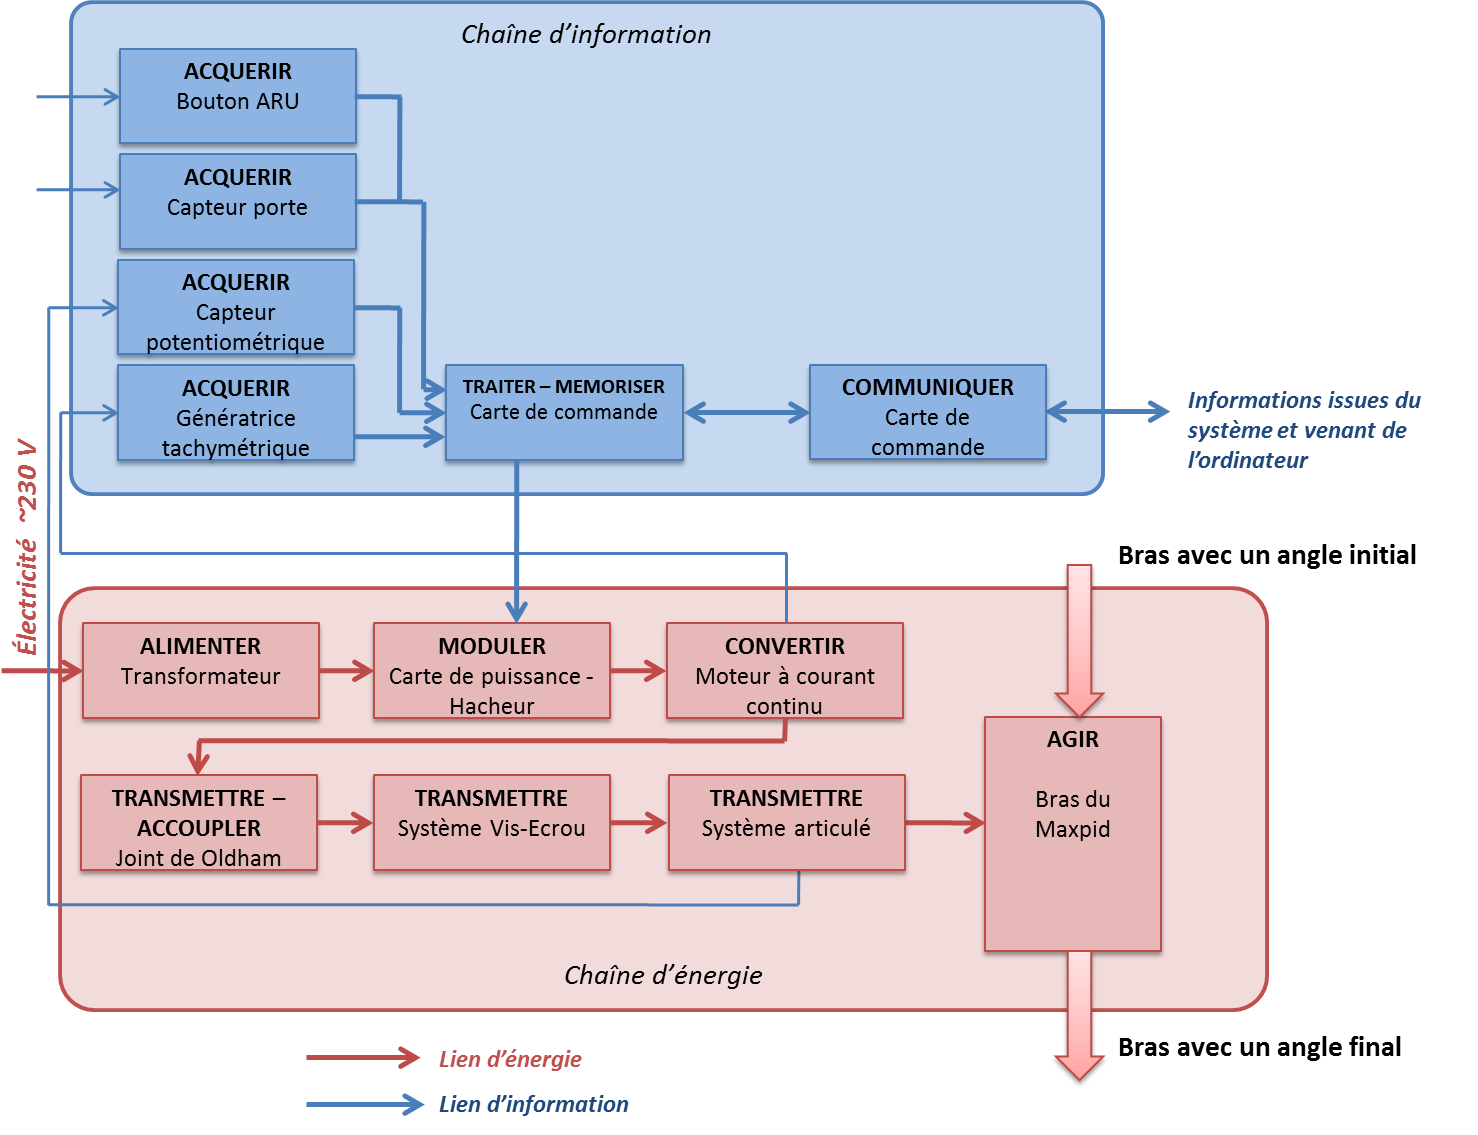 Chaîne d'information
ACQUERIR
Bouton ARU
ACQUERIR
Capteur porte
ACQUERIR
Capteur
potentiométrique
ACQUERIR
Génératrice
tachymétrique
TRAITER – MEMORISER
Carte de commande
COMMUNIQUER
Carte de
commande
Informations issues du
système et venant de
l'ordinateur
Électricité ~230 V
Bras avec un angle initial
ALIMENTER
Transformateur
MODULER
Carte de puissance -
Hacheur
CONVERTIR
Moteur à courant
continu
TRANSMETTRE –
ACCOUPLER
Joint de Oldham
TRANSMETTRE
Système Vis-Ecrou
TRANSMETTRE
Système articulé
AGIR
Bras du
Maxpid
Chaîne d'énergie
Bras avec un angle final
Lien d'énergie
Lien d'information